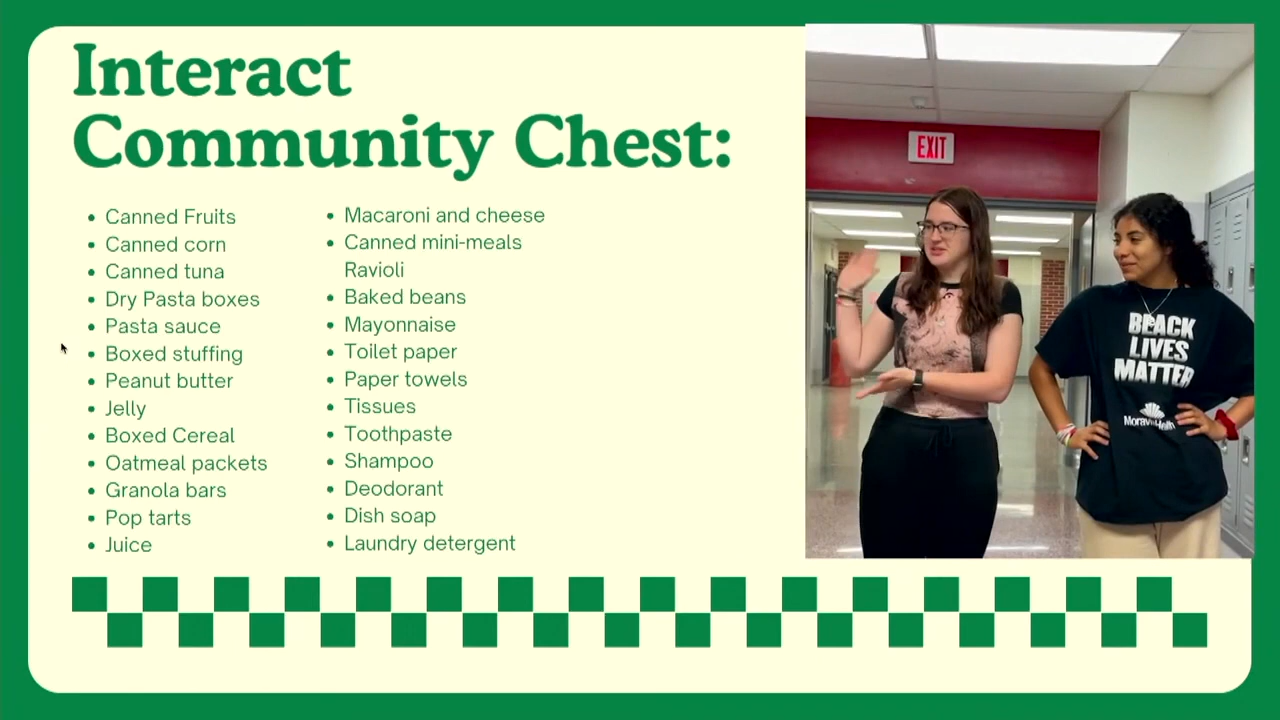 Interact
Community Chest:
Canned Fruits
Canned corn
Canned tuna
Dry Pasta boxes
Pasta sauce
Boxed stuffing
Peanut butter
Jelly
Boxed Cereal
Oatmeal packets
Granola bars
Pop tarts
Juice
Macaroni and cheese
Canned mini-meals
Ravioli
Baked beans
Mayonnaise
Toilet paper
Paper towels
Tissues
Toothpaste
Shampoo
Deodorant
Dish soap
Laundry detergent
EXIT
BLACK
LIVES
MATTER